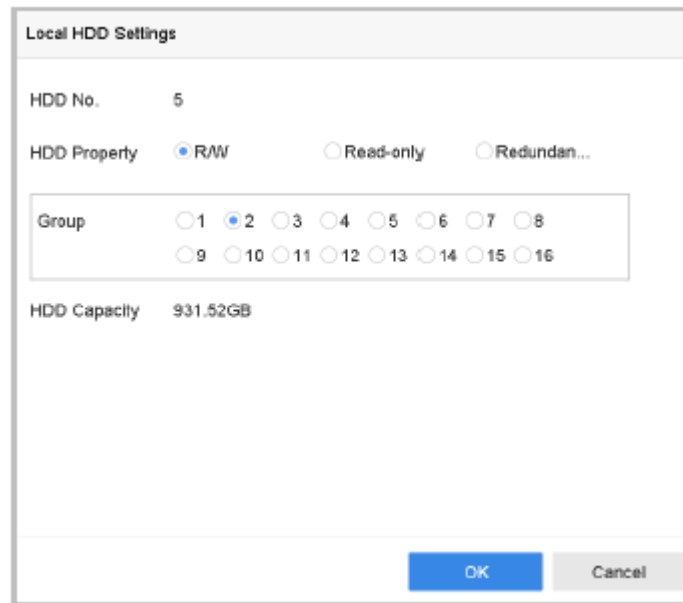 Local HDD Settings
HDD No. 5
HDD Property R/W Read-only Redundan...
Group 1 2 3 4 5 6 7 8
9 10 11 12 13 14 15 16
HDD Capacity 931.52GB
OK Cancel